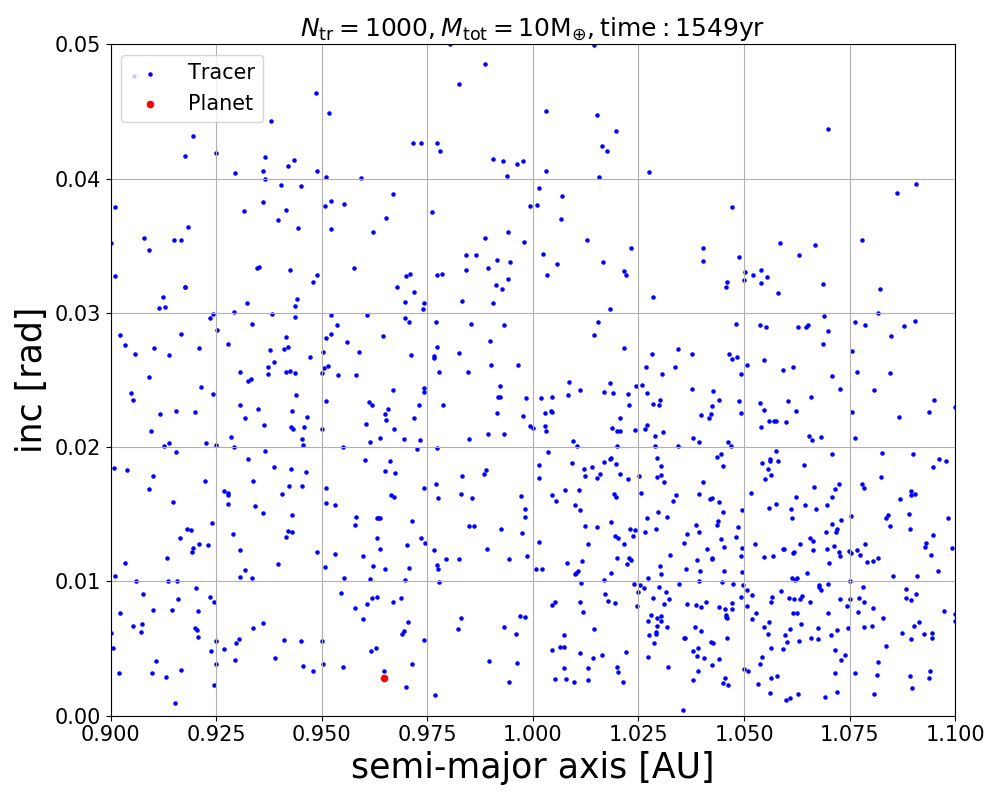 N_tr = 1000, M_tot = 10M_⊕, time : 1549yr
Tracer
Planet
0.05
0.04
0.03
0.02
0.01
0.00
inc [rad]
0.900 0.925 0.950 0.975 1.000 1.025 1.050 1.075 1.100
semi-major axis [AU]